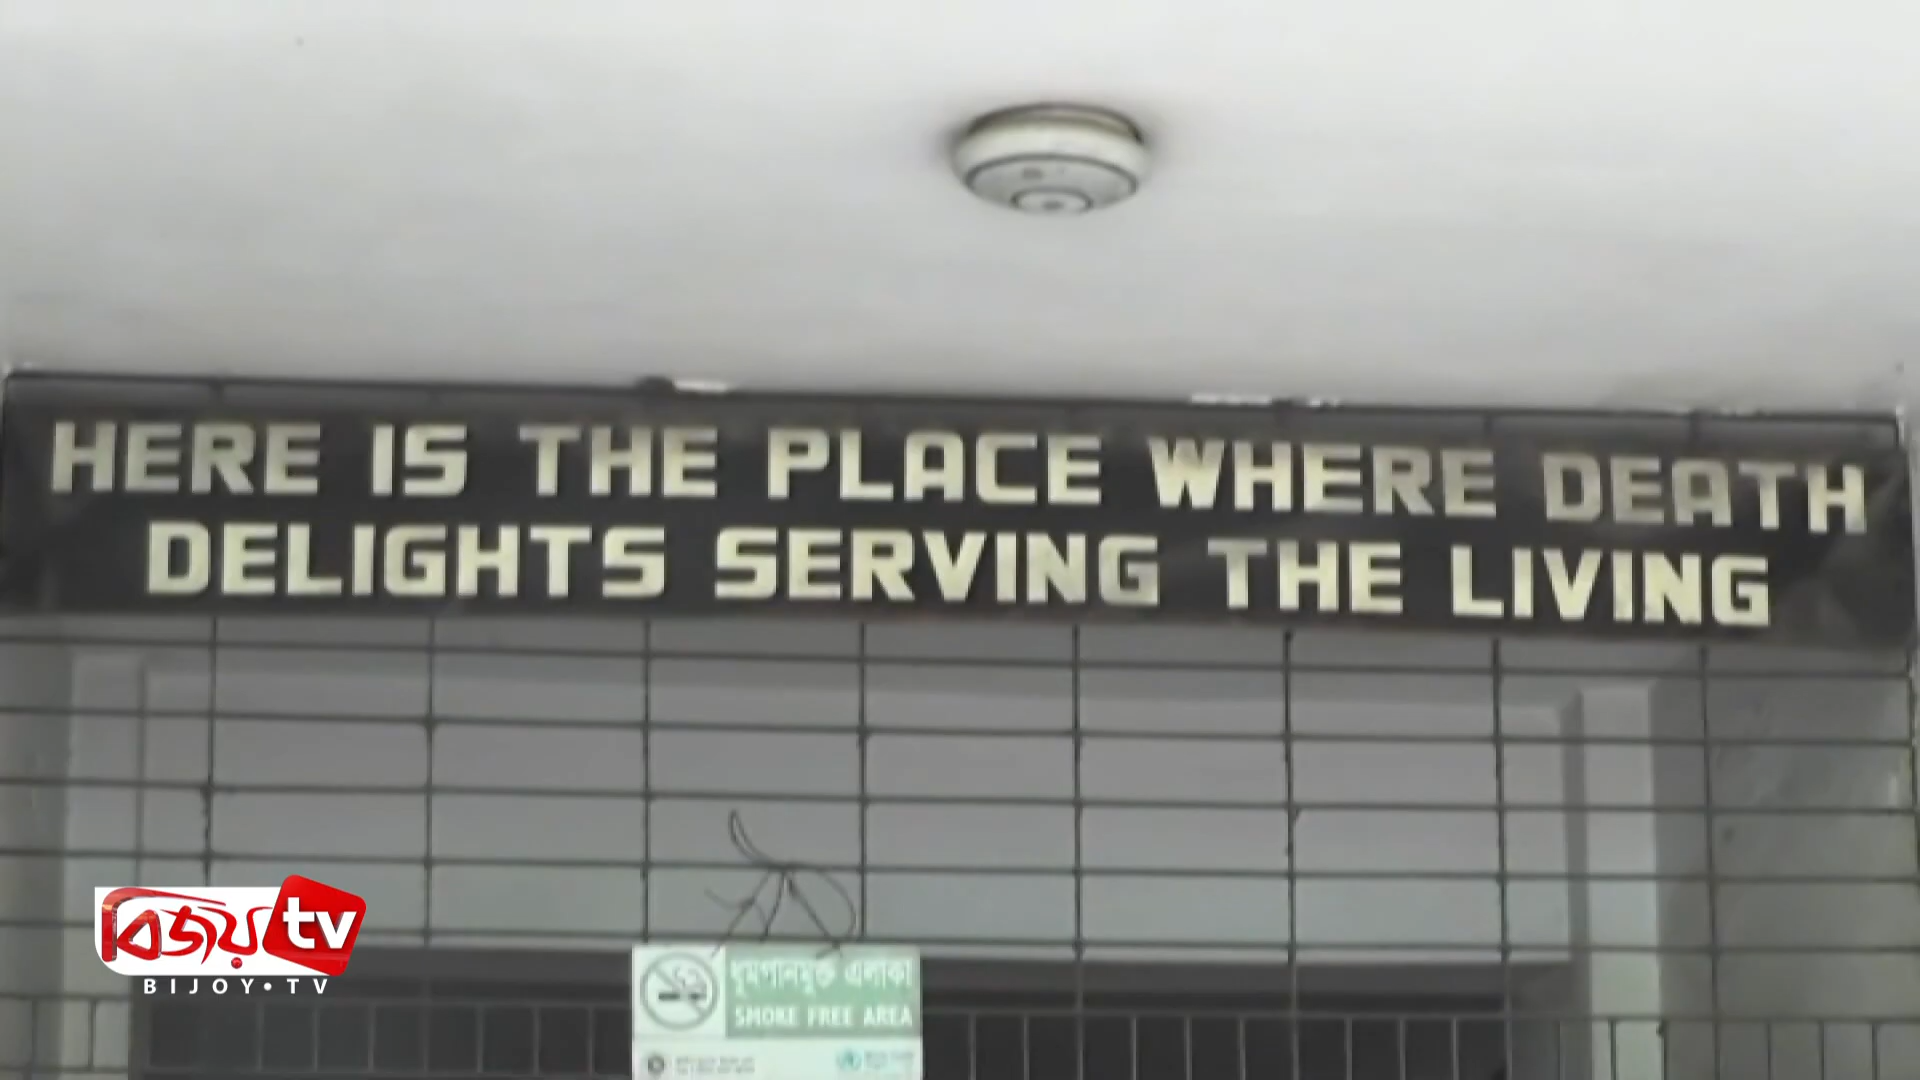 HERE IS THE PLACE WHERE DEATH
DELIGHTS SERVING THE LIVING
বিজয় tv
BIJOY•TV
ধূমপানমুক্ত এলাকা
SMOKE FREE AREA